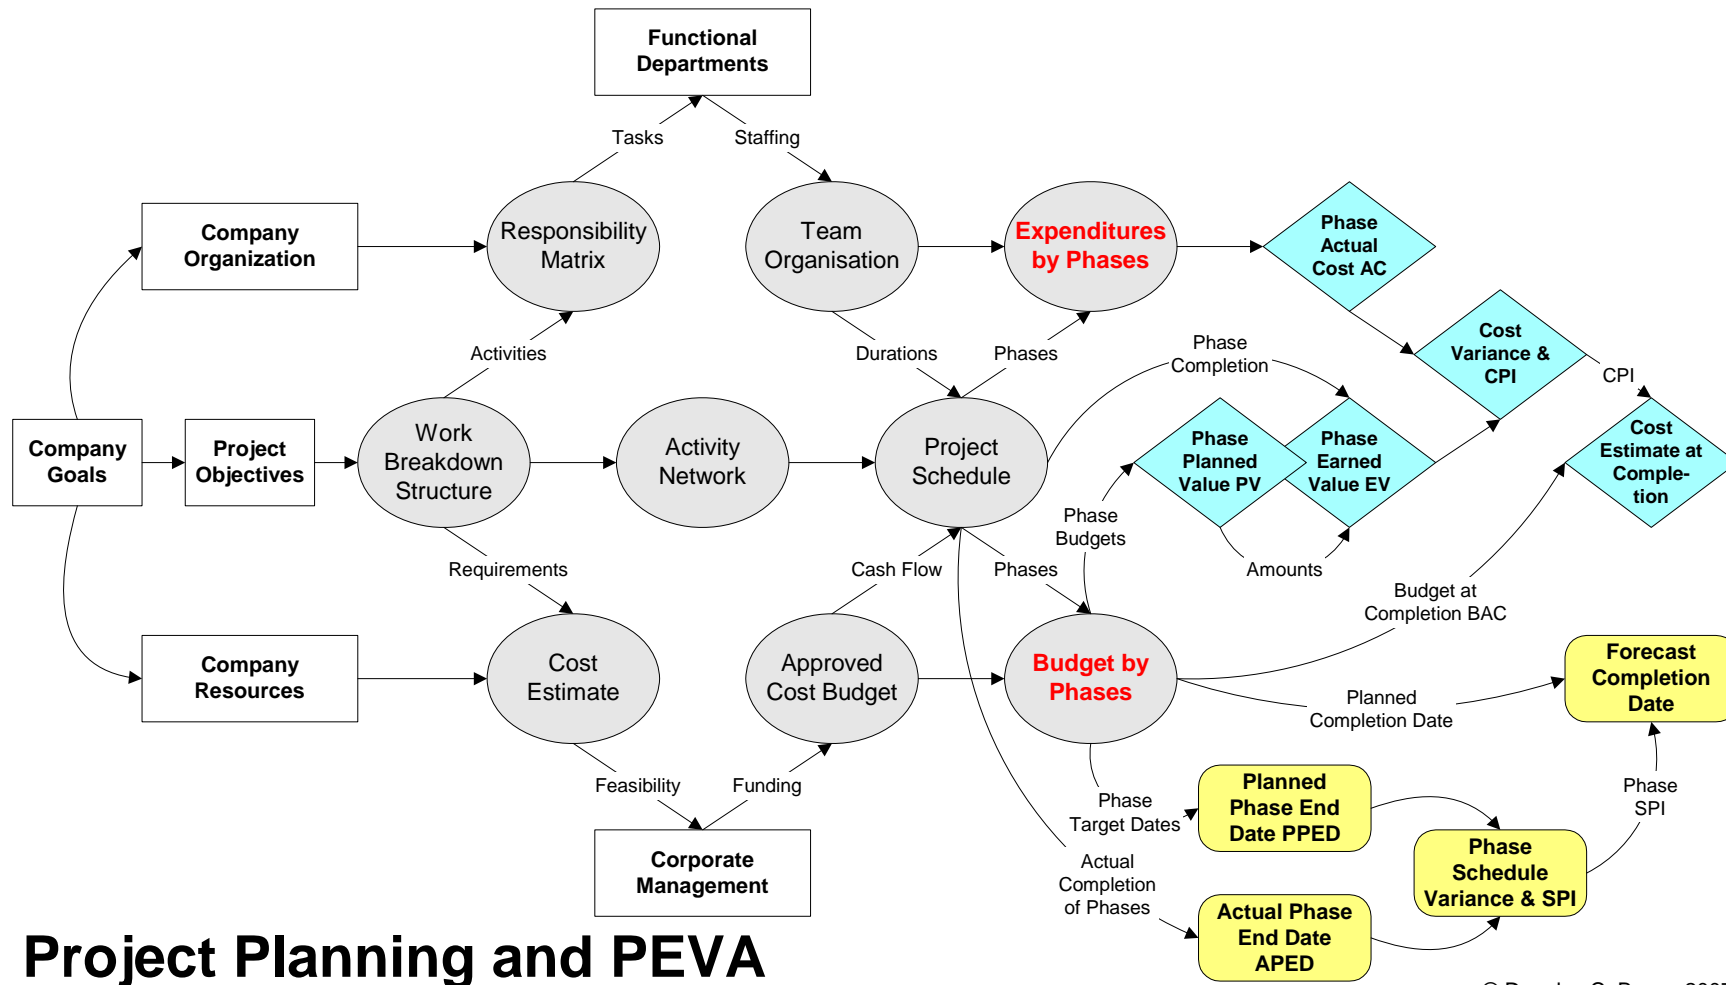 Functional
Departments
Tasks
Staffing
Company
Organization
Responsibility
Matrix
Team
Organisation
Expenditures
by Phases
Phase
Actual
Cost AC
Activities
Durations
Phases
Phase
Completion
Cost
Variance &
CPI
CPI
Company
Goals
Project
Objectives
Work
Breakdown
Structure
Activity
Network
Project
Schedule
Phase
Planned
Value PV
Phase
Earned
Value EV
Cost
Estimate at
Comple-
tion
Phase
Budgets
Requirements
Cash Flow
Phases
Amounts
Budget at
Completion BAC
Company
Resources
Cost
Estimate
Approved
Cost Budget
Budget by
Phases
Planned
Completion Date
Forecast
Completion
Date
Feasibility
Funding
Phase
Target Dates
Planned
Phase End
Date PPED
Phase
SPI
Corporate
Management
Actual
Completion
of Phases
Phase
Schedule
Variance & SPI
Actual Phase
End Date
APED
Project Planning and PEVA